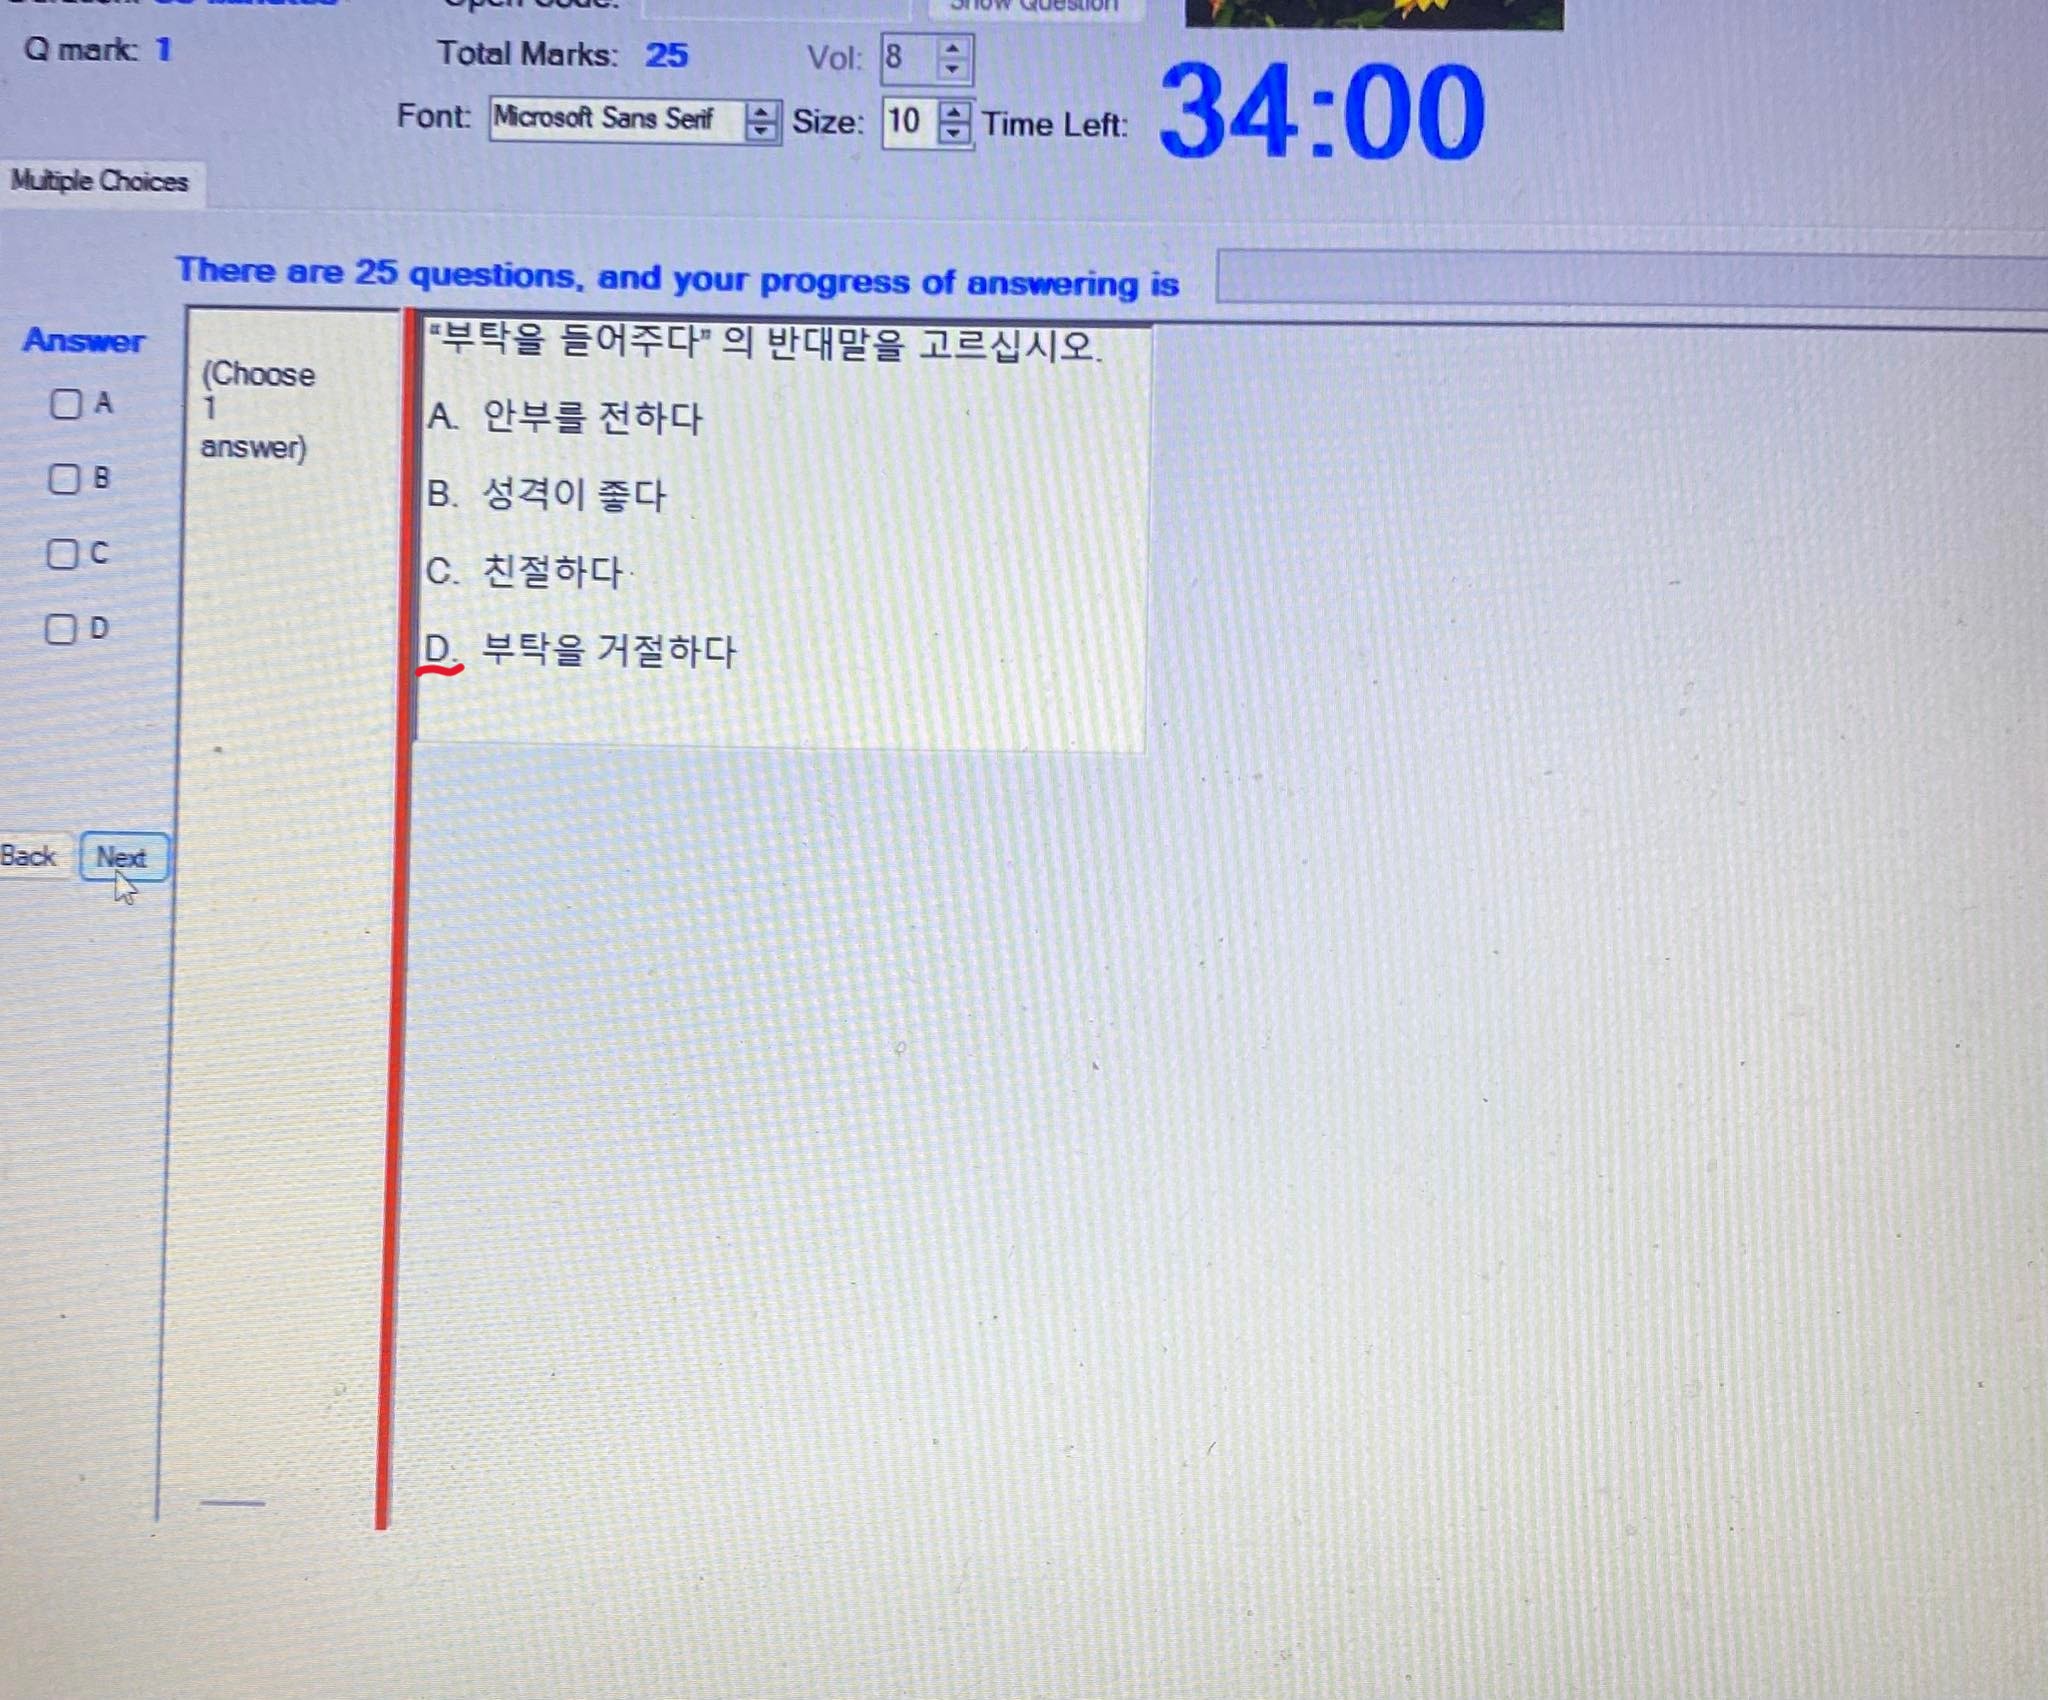 Q mark: 1
Total Marks: 25
Vol: 8
Font: Microsoft Sans Serif
Size: 10
Time Left: 34:00
Multiple Choices
There are 25 questions, and your progress of answering is
Answer
A
B
C
D
Back
Next
(Choose
1
answer)
“부탁을 들어주다” 의 반대말을 고르십시오.
A. 안부를 전하다
B. 성격이 좋다
C. 친절하다
D. 부탁을 거절하다